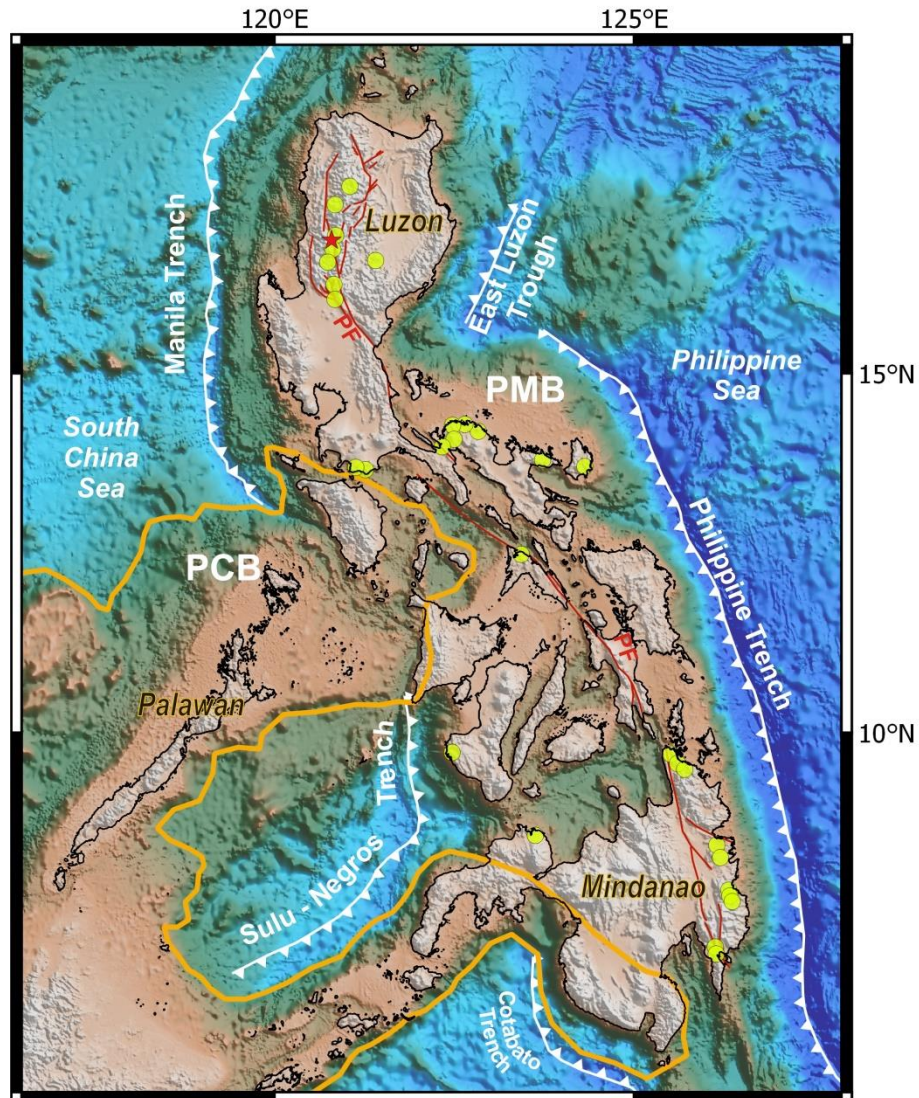 120°E
125°E
Luzon
Manila Trench
East Luzon
Trough
PF
Philippine
Sea
15°N
PMB
South
China
Sea
Philippine Trench
PCB
PF
Palawan
10°N
Trench
Mindanao
Sulu - Negros
Cotabato
Trench